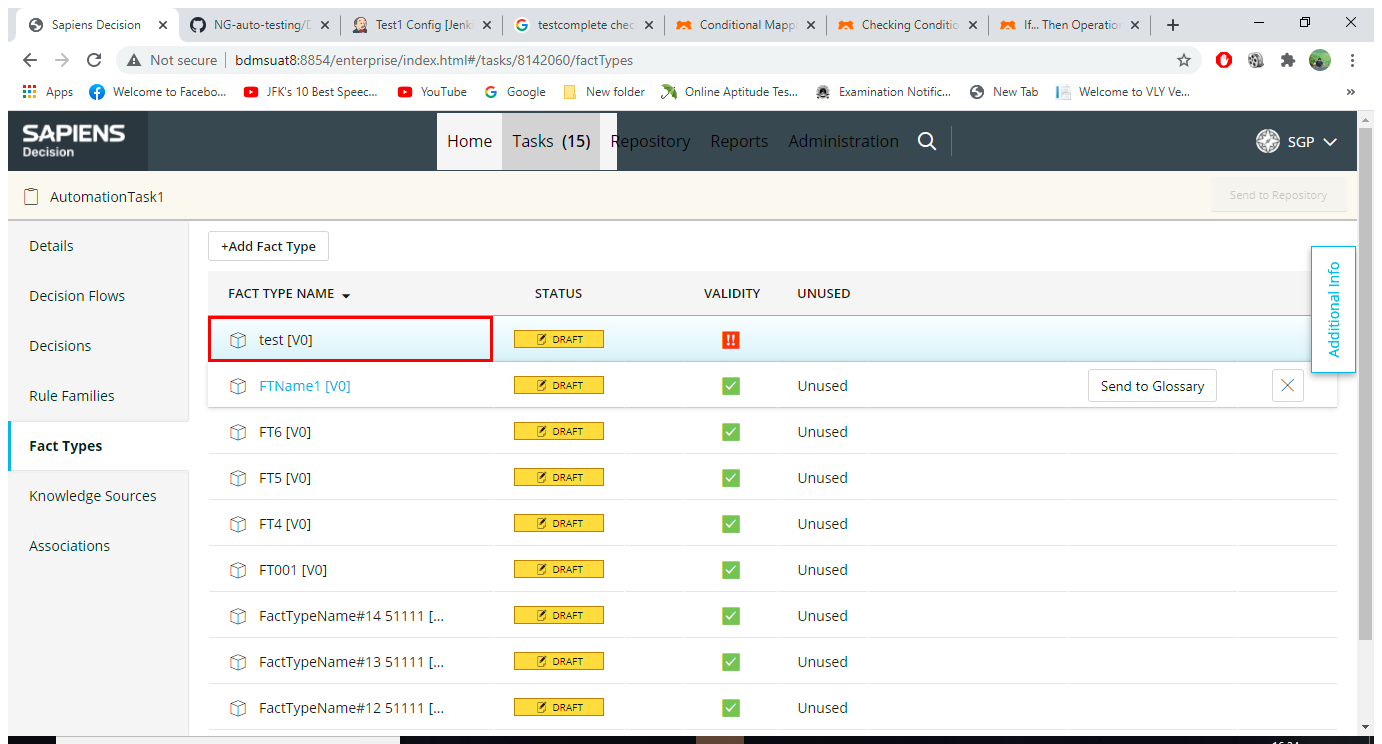 Sapiens Decision
NG-auto-testing/D
Test1 Config [Jenk
testcomplete chec
Conditional Mapp
Checking Conditio
If... Then Operation
Not secure | bdmsuat8:8854/enterprise/index.html#/tasks/8142060/factTypes
Apps
Welcome to Facebo...
JFK's 10 Best Speec...
YouTube
Google
New folder
Online Aptitude Tes...
Examination Notific...
New Tab
Welcome to VLY Ve...
»
SAPIENS
Decision
Home
Tasks (15)
Repository
Reports
Administration
SGP
AutomationTask1
Send to Repository
Details
Decision Flows
Decisions
Rule Families
Fact Types
Knowledge Sources
Associations
+Add Fact Type
Additional Info
FACT TYPE NAME STATUS VALIDITY UNUSED
test [V0] DRAFT !!
FTName1 [V0] DRAFT Unused Send to Glossary
FT6 [V0] DRAFT Unused
FT5 [V0] DRAFT Unused
FT4 [V0] DRAFT Unused
FT001 [V0] DRAFT Unused
FactTypeName#14 51111 [... DRAFT Unused
FactTypeName#13 51111 [... DRAFT Unused
FactTypeName#12 51111 [... DRAFT Unused